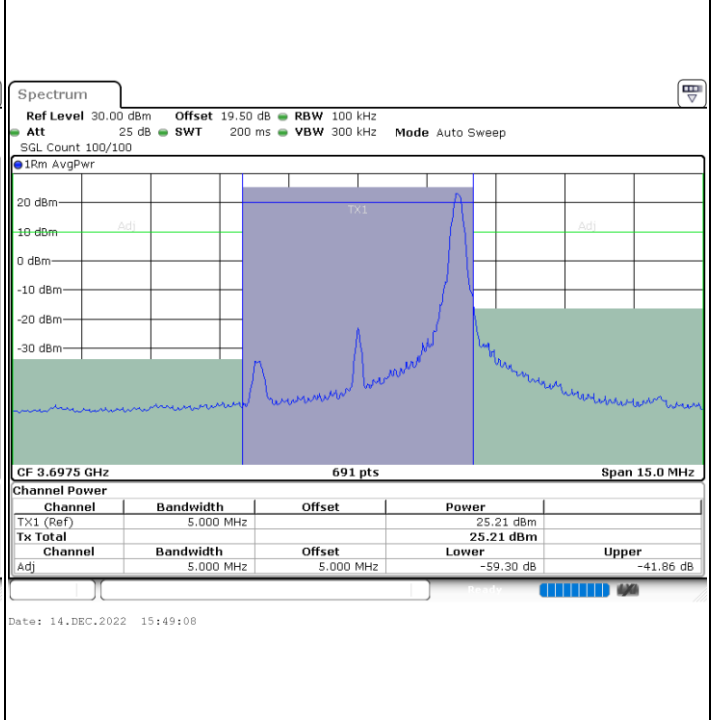 Spectrum
Ref Level 30.00 dBm Offset 19.50 dB RBW 100 kHz
Att 25 dB SWT 200 ms VBW 300 kHz Mode Auto Sweep
SGL Count 100/100
1Rm AvgPwr
20 dBm
TX1
Adj
Adj
10 dBm
0 dBm
-10 dBm
-20 dBm
-30 dBm
CF 3.6975 GHz 691 pts Span 15.0 MHz
Channel Power
Channel Bandwidth Offset Power
TX1 (Ref) 5.000 MHz 25.21 dBm
Tx Total 25.21 dBm
Channel Bandwidth Offset Lower Upper
Adj 5.000 MHz 5.000 MHz -59.30 dB -41.86 dB
Ready
Date: 14.DEC.2022 15:49:08